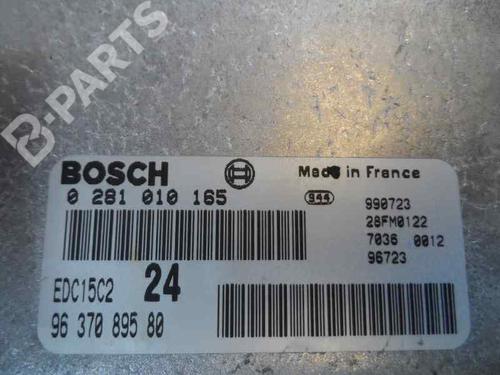 B-PARTS
BOSCH
Made in France
0 281 010 165
944
990723
28FM0122
7036 0012
96723
EDC15C2 24
96 370 895 80